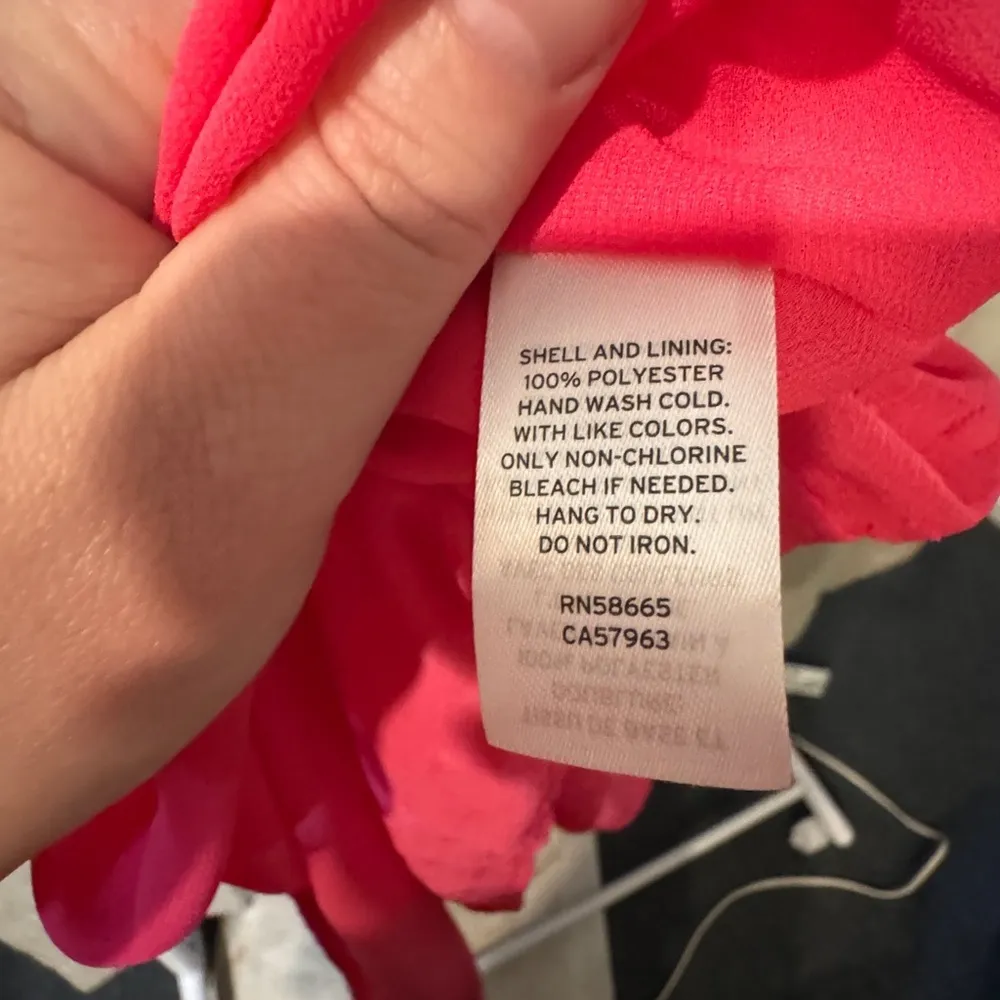 SHELL AND LINING:
100% POLYESTER
HAND WASH COLD.
WITH LIKE COLORS.
ONLY NON-CHLORINE
BLEACH IF NEEDED.
HANG TO DRY.
DO NOT IRON.
RN58665
CA57963